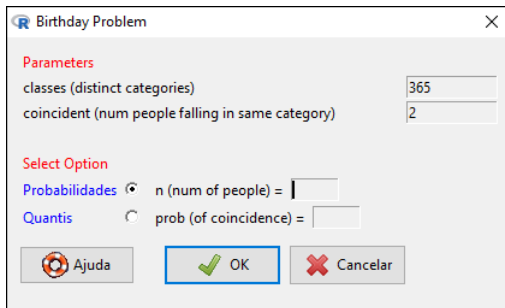 Birthday Problem
Parameters
classes (distinct categories) 365
coincident (num people falling in same category) 2
Select Option
Probabilidades n (num of people) =
Quantis prob (of coincidence) =
Ajuda OK Cancelar